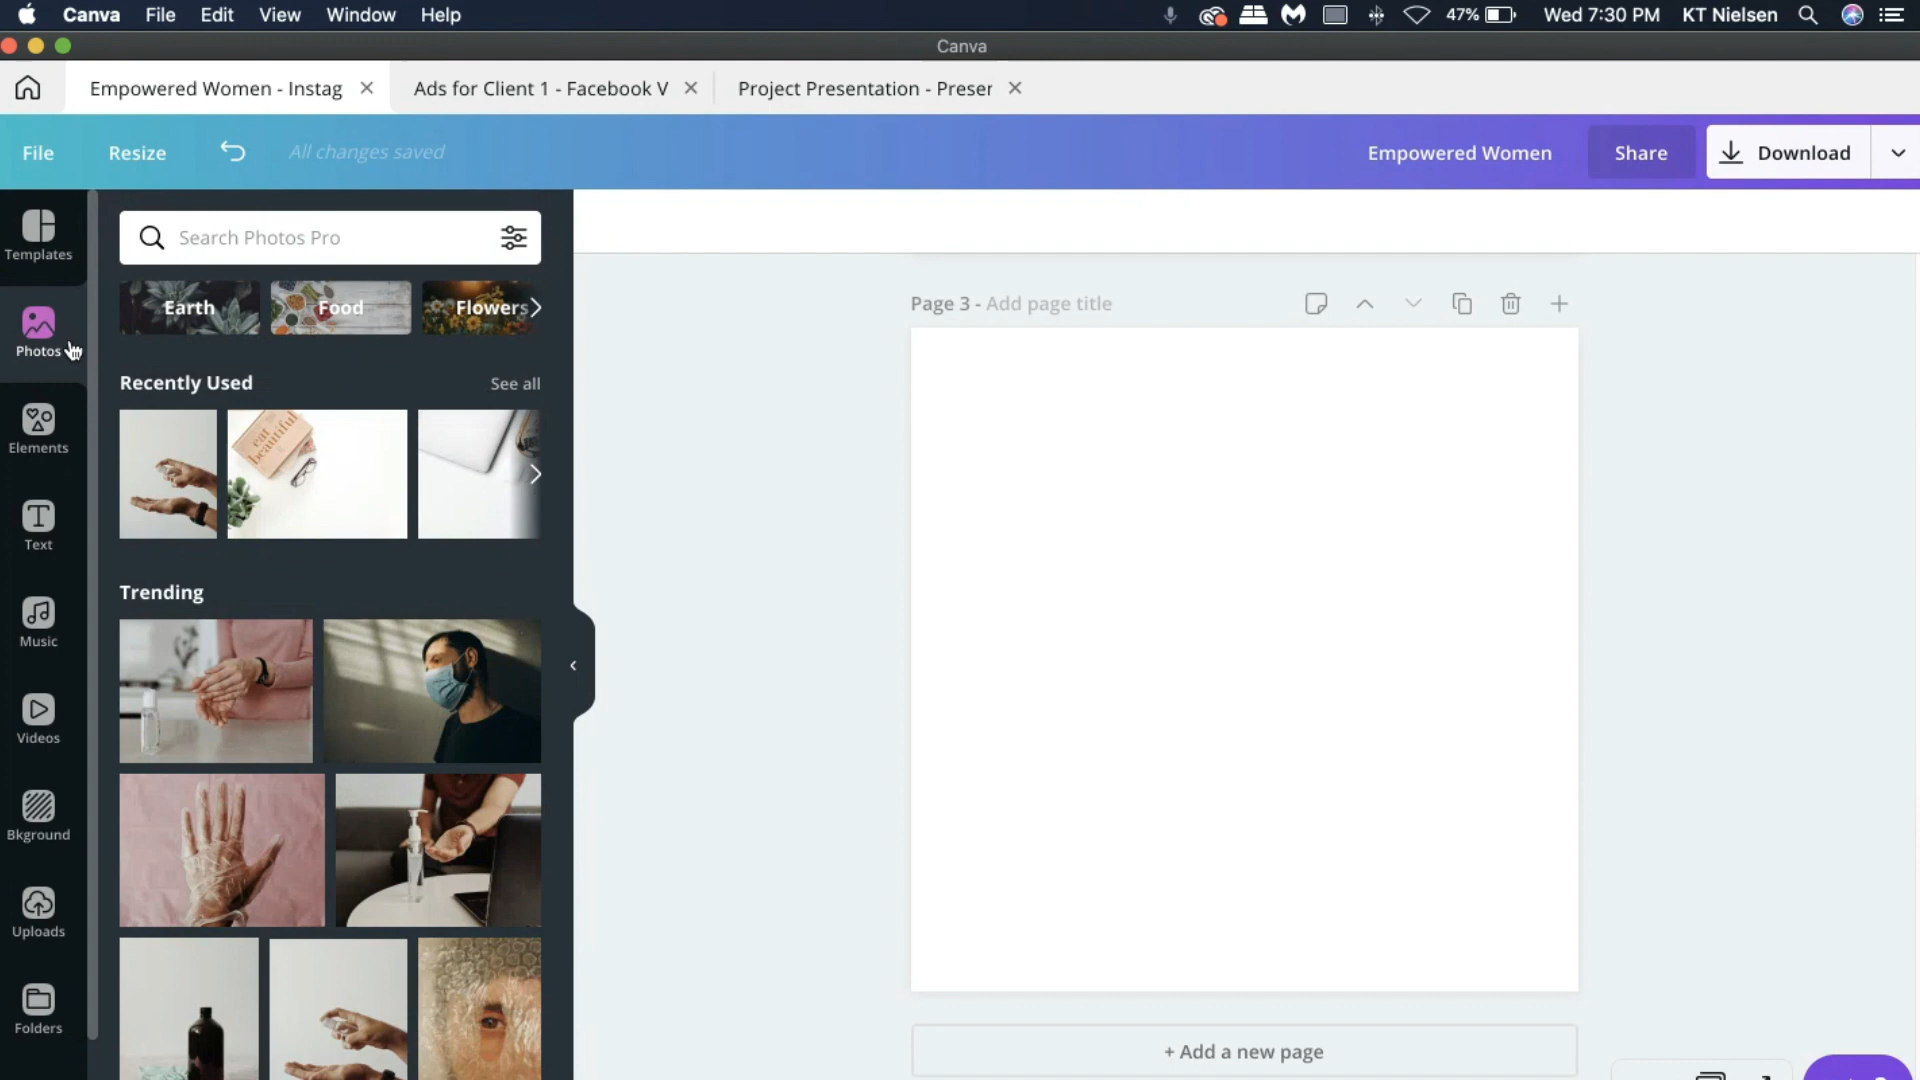 Canva File Edit View Window Help 47% Wed 7:30 PM KT Nielsen
Canva
Empowered Women - Instag Ads for Client 1 - Facebook V Project Presentation - Preser
File Resize All changes saved Empowered Women Share Download
Templates
Photos
Elements
Text
Music
Videos
Bkground
Uploads
Folders
Search Photos Pro
Earth Food Flowers
Recently Used See all
eat beautiful
Trending
Page 3 - Add page title
+ Add a new page